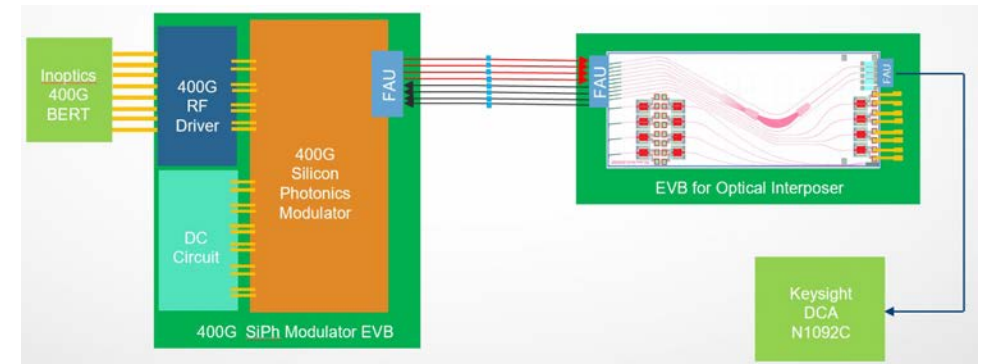 Inoptics
400G
BERT
400G
RF
Driver
DC
Circuit
400G
Silicon
Photonics
Modulator
FAU
400G SiPh Modulator EVB
FAU
FAU
EVB for Optical Interposer
Keysight
DCA
N1092C